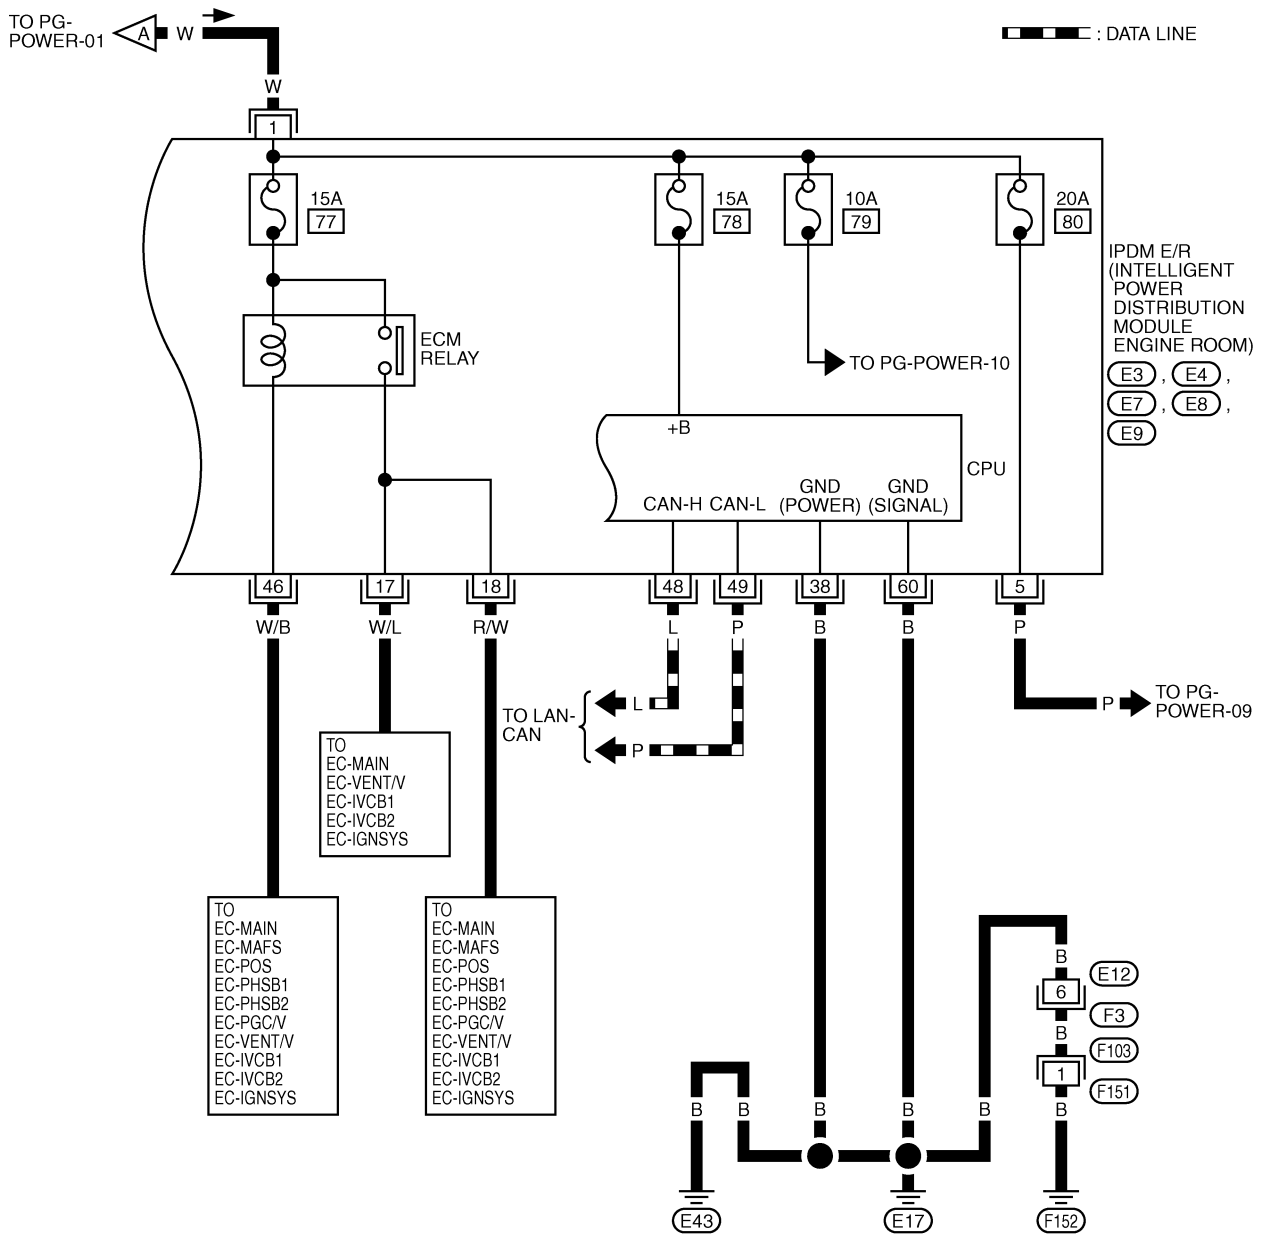 TO PG-
POWER-01
A
W
: DATA LINE
W
1
15A
77
15A
78
10A
79
20A
80
IPDM E/R
(INTELLIGENT
POWER
DISTRIBUTION
MODULE
ENGINE ROOM)
E3 , E4 ,
E7 , E8 ,
E9
ECM
RELAY
TO PG-POWER-10
+B
CPU
CAN-H CAN-L
GND
(POWER)
GND
(SIGNAL)
46 17 18 48 49 38 60 5
W/B W/L R/W L P B B P
TO LAN-
CAN
L
P
P
TO PG-
POWER-09
TO
EC-MAIN
EC-VENT/V
EC-IVCB1
EC-IVCB2
EC-IGNSYS
TO
EC-MAIN
EC-MAFS
EC-POS
EC-PHSB1
EC-PHSB2
EC-PGC/V
EC-VENT/V
EC-IVCB1
EC-IVCB2
EC-IGNSYS
TO
EC-MAIN
EC-MAFS
EC-POS
EC-PHSB1
EC-PHSB2
EC-PGC/V
EC-VENT/V
EC-IVCB1
EC-IVCB2
EC-IGNSYS
B
E12
6
F3
B
F103
1
F151
B B B B B B
E43 E17 F152